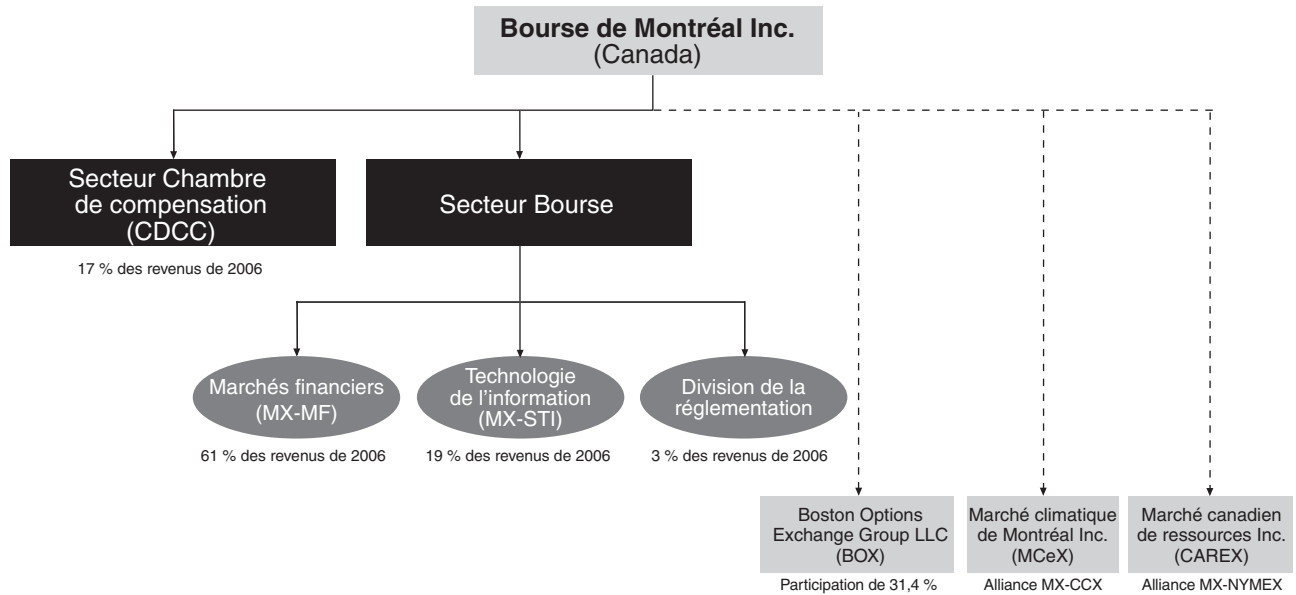 Bourse de Montréal Inc.
(Canada)
Secteur Chambre
de compensation
(CDCC)
17 % des revenus de 2006
Secteur Bourse
Marchés financiers
(MX-MF)
61 % des revenus de 2006
Technologie
de l'information
(MX-STI)
19 % des revenus de 2006
Division de la
réglementation
3 % des revenus de 2006
Boston Options
Exchange Group LLC
(BOX)
Participation de 31,4 %
Marché climatique
de Montréal Inc.
(MCeX)
Alliance MX-CCX
Marché canadien
de ressources Inc.
(CAREX)
Alliance MX-NYMEX